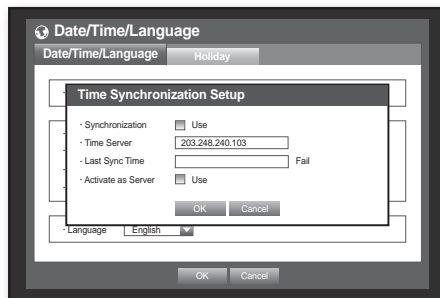 Date/Time/Language
Date/Time/Language Holiday
Time Synchronization Setup
· Synchronization Use
· Time Server 203.248.240.103
· Last Sync Time Fail
· Activate as Server Use
OK Cancel
· Language English
OK Cancel